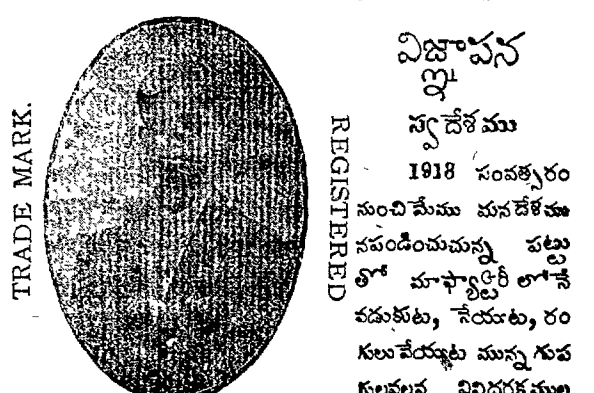 TRADE MARK.
REGISTERED
విజ్ఞాపన
స్వదేశము
1918 సంవత్సరం
నుంచి మేము మనదేశము
నపండించుచున్న పట్టు
తో మాఫ్యాక్టరీ లోనే
వడుకుట, నేయుట, రం
గులు వేయుట మున్నగుప